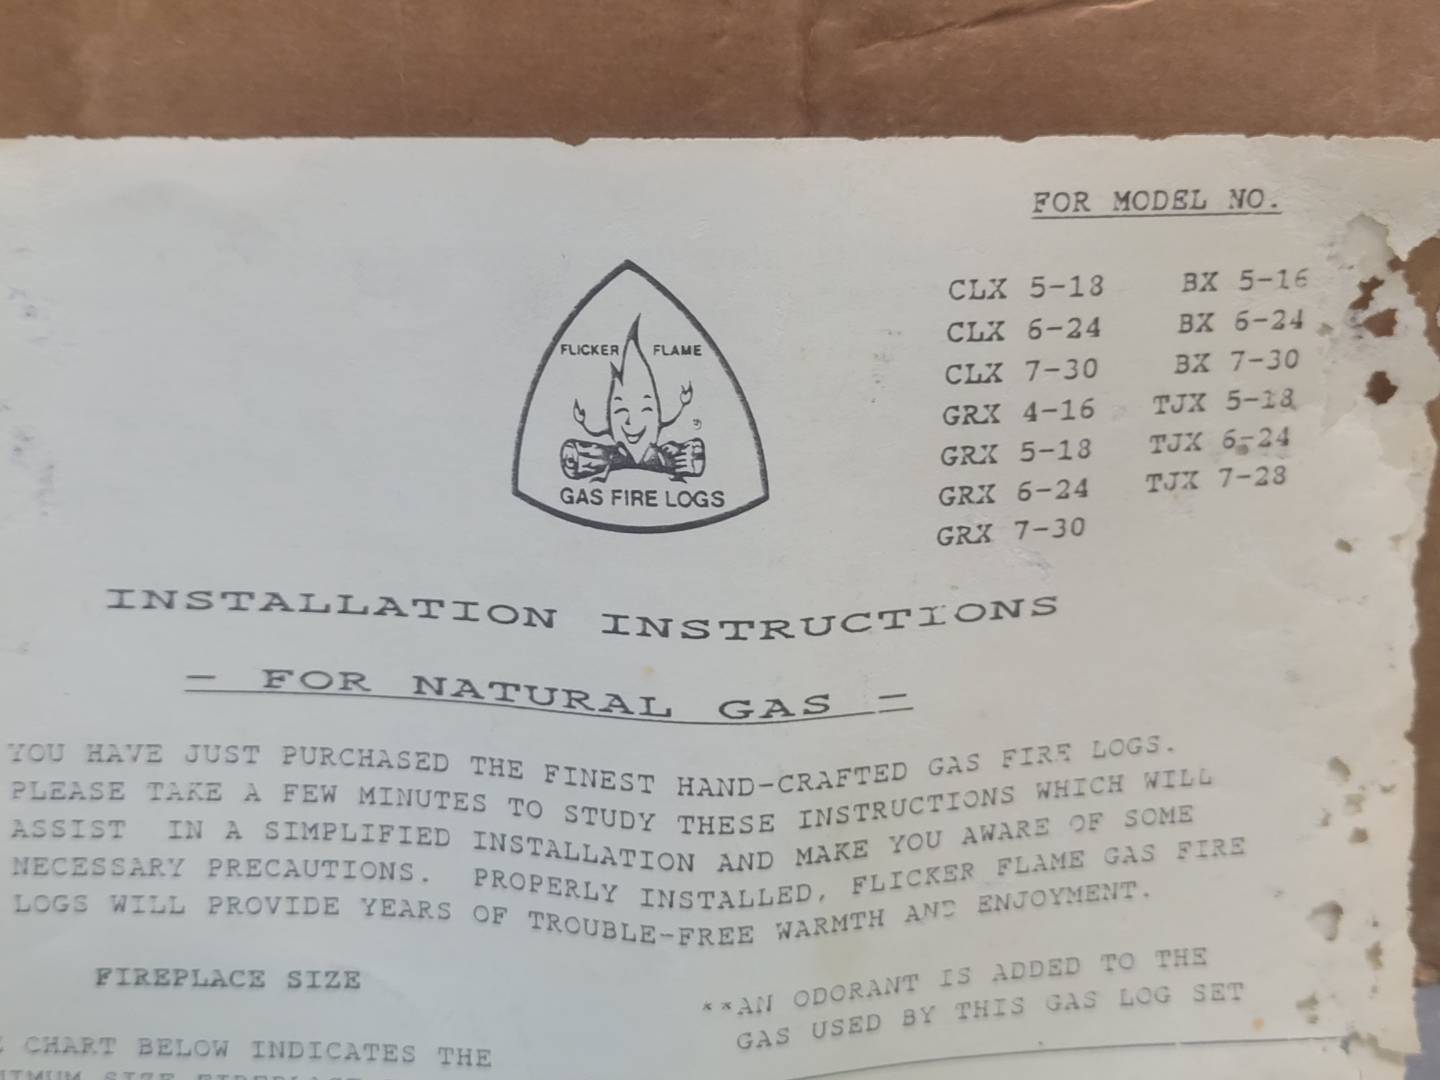 FOR MODEL NO.
CLX 5-18 BX 5-16
CLX 6-24 BX 6-24
CLX 7-30 BX 7-30
GRX 4-16 TJX 5-18
GRX 5-18 TJX 6-24
GRX 6-24 TJX 7-28
GRX 7-30
FLICKER FLAME
GAS FIRE LOGS
INSTALLATION INSTRUCTIONS
- FOR NATURAL GAS -
YOU HAVE JUST PURCHASED THE FINEST HAND-CRAFTED GAS FIRE LOGS.
PLEASE TAKE A FEW MINUTES TO STUDY THESE INSTRUCTIONS WHICH WILL
ASSIST IN A SIMPLIFIED INSTALLATION AND MAKE YOU AWARE OF SOME
NECESSARY PRECAUTIONS. PROPERLY INSTALLED, FLICKER FLAME GAS FIRE
LOGS WILL PROVIDE YEARS OF TROUBLE-FREE WARMTH AND ENJOYMENT.
FIREPLACE SIZE
**AN ODORANT IS ADDED TO THE
GAS USED BY THIS GAS LOG SET
CHART BELOW INDICATES THE
SIZE